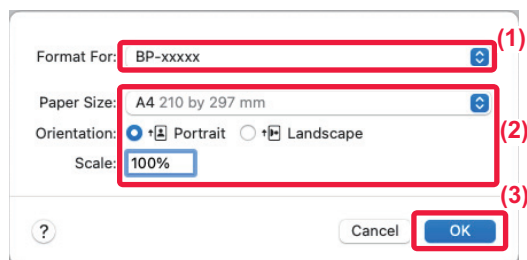 (1)
Format For: BP-xxxxx
Paper Size: A4 210 by 297 mm
Orientation: Portrait Landscape
(2)
Scale: 100%
(3)
? Cancel OK